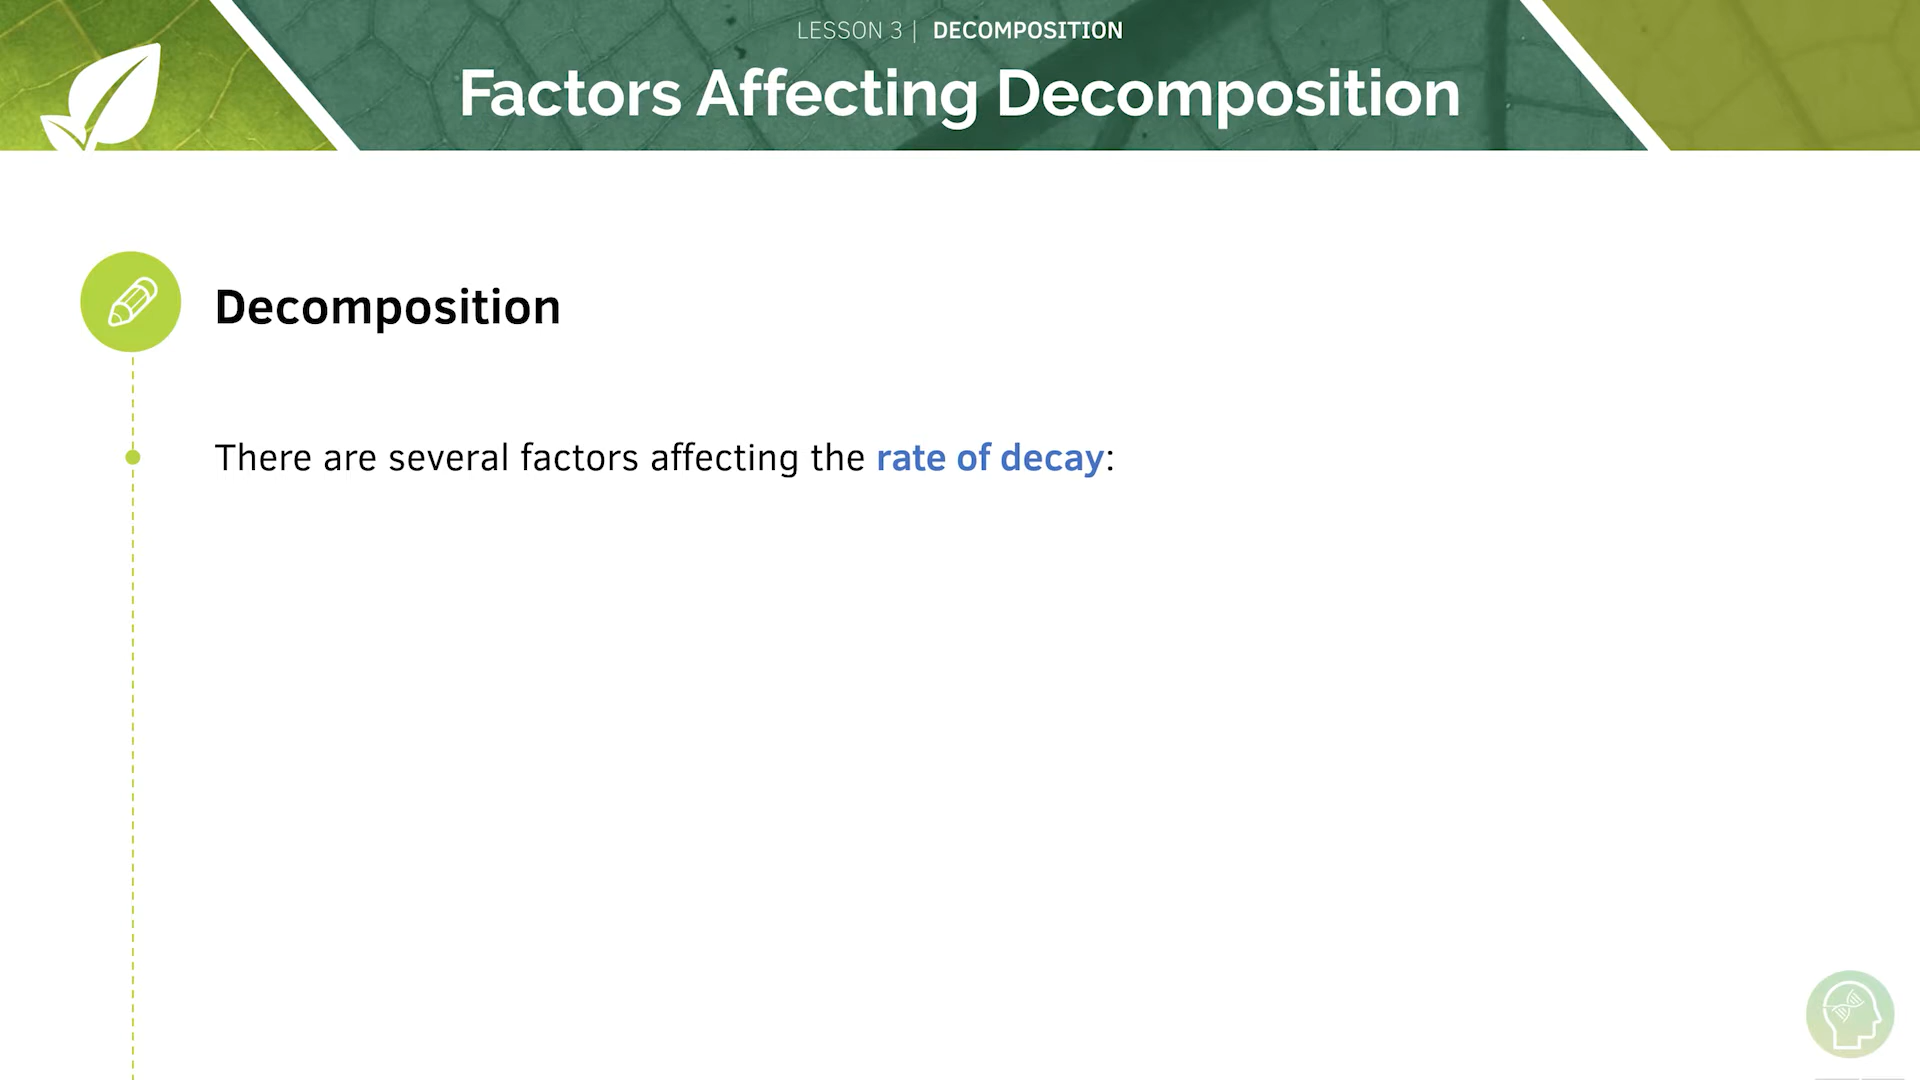 LESSON 3 | DECOMPOSITION
Factors Affecting Decomposition
Decomposition
There are several factors affecting the rate of decay: